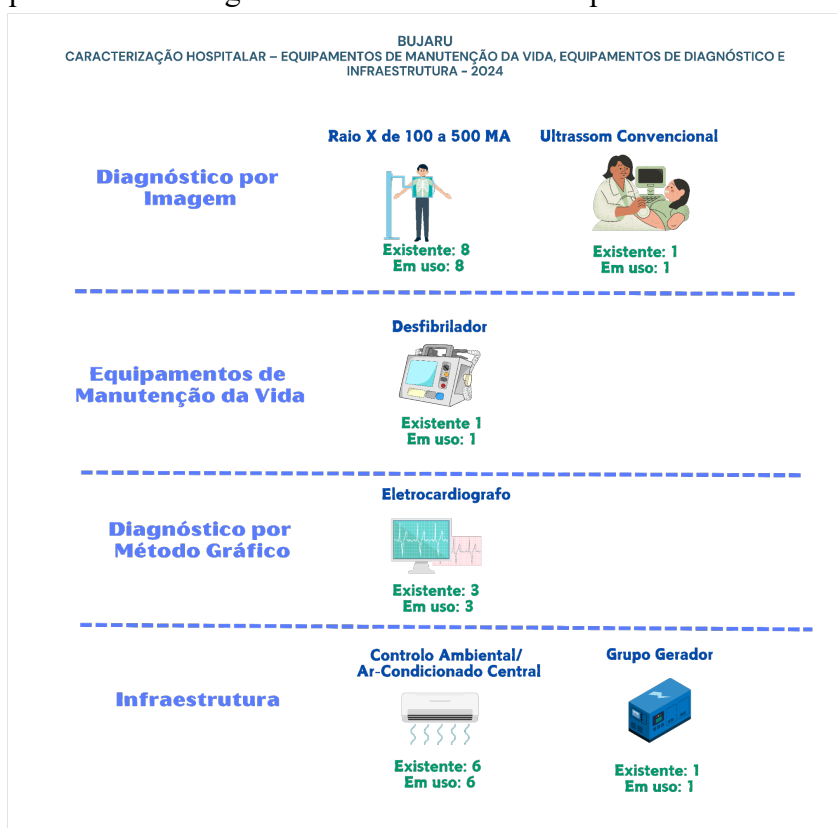 BUJARU
CARACTERIZAÇÃO HOSPITALAR – EQUIPAMENTOS DE MANUTENÇÃO DA VIDA, EQUIPAMENTOS DE DIAGNÓSTICO E
INFRAESTRUTURA - 2024
Diagnóstico por
Imagem
Raio X de 100 a 500 MA
Existente: 8
Em uso: 8
Ultrassom Convencional
Existente: 1
Em uso: 1
Equipamentos de
Manutenção da Vida
Desfibrilador
Existente 1
Em uso: 1
Diagnóstico por
Método Gráfico
Eletrocardiografo
Existente: 3
Em uso: 3
Infraestrutura
Controlo Ambiental/
Ar-Condicionado Central
Existente: 6
Em uso: 6
Grupo Gerador
Existente: 1
Em uso: 1